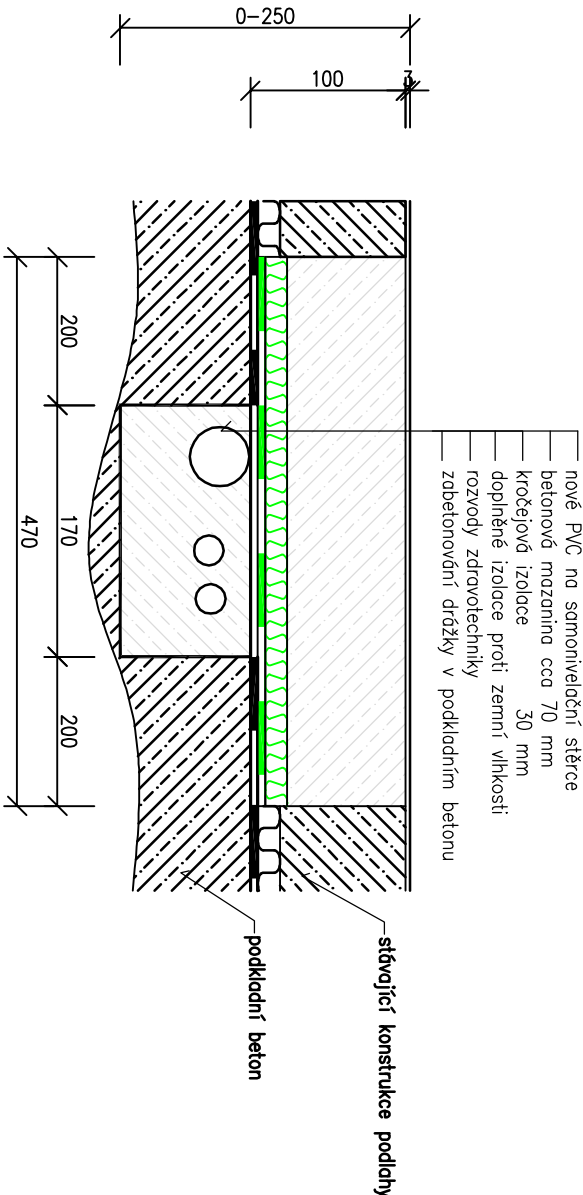 nové PVC na samonivelační stěrce
betonová mazanina cca 70 mm
kročejová izolace 30 mm
doplněné izolace proti zemní vlhkosti
rozvody zdravotechniky
zabetonování drážky v podkladním betonu
stávající konstrukce podlahy
podkladní beton
0-250
100
3
200
170
200
470